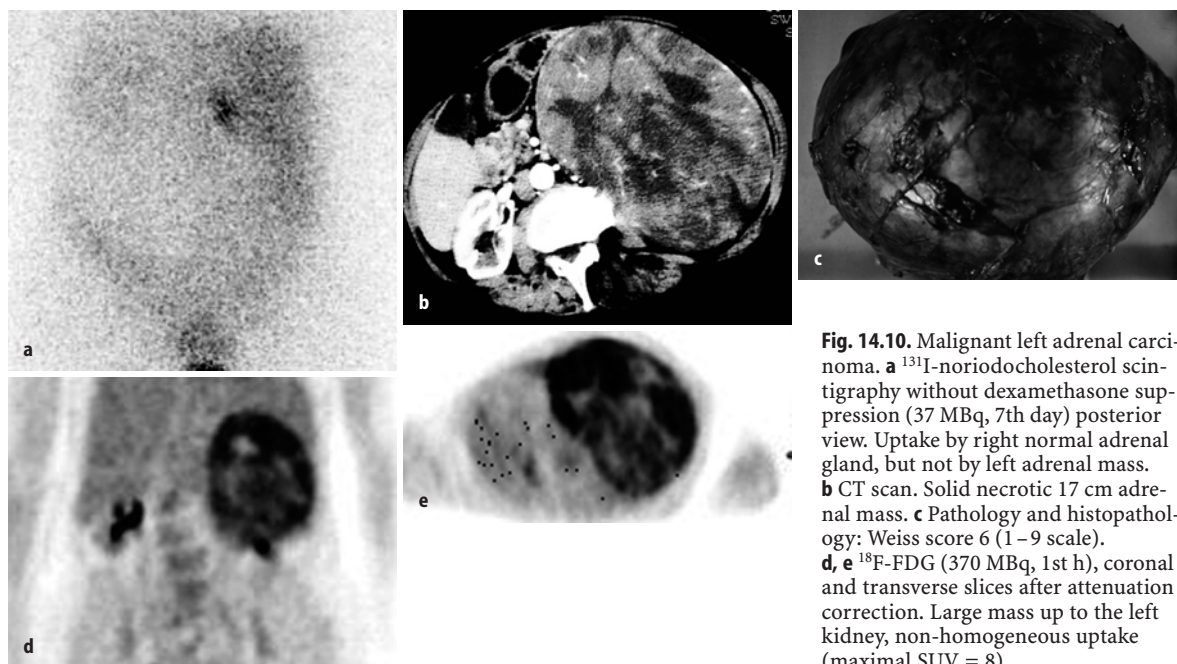 SW
S
a
b
c
d
e
Fig. 14.10. Malignant left adrenal carci-
noma. a ¹³¹I-noriodocholesterol scin-
tigraphy without dexamethasone sup-
pression (37 MBq, 7th day) posterior
view. Uptake by right normal adrenal
gland, but not by left adrenal mass.
b CT scan. Solid necrotic 17 cm adre-
nal mass. c Pathology and histopathol-
ogy: Weiss score 6 (1–9 scale).
d, e ¹⁸F-FDG (370 MBq, 1st h), coronal
and transverse slices after attenuation
correction. Large mass up to the left
kidney, non-homogeneous uptake
(maximal SUV = 8)